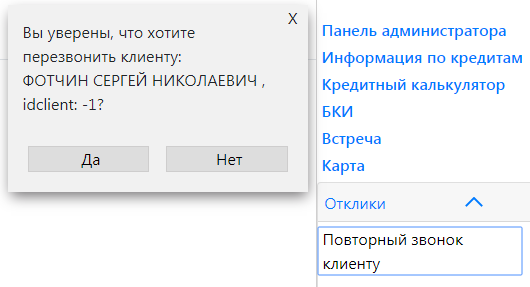 X
Вы уверены, что хотите
перезвонить клиенту:
ФОТЧИН СЕРГЕЙ НИКОЛАЕВИЧ ,
idclient: -1?
Да
Нет
Панель администратора
Информация по кредитам
Кредитный калькулятор
БКИ
Встреча
Карта
Отклики
Повторный звонок
клиенту